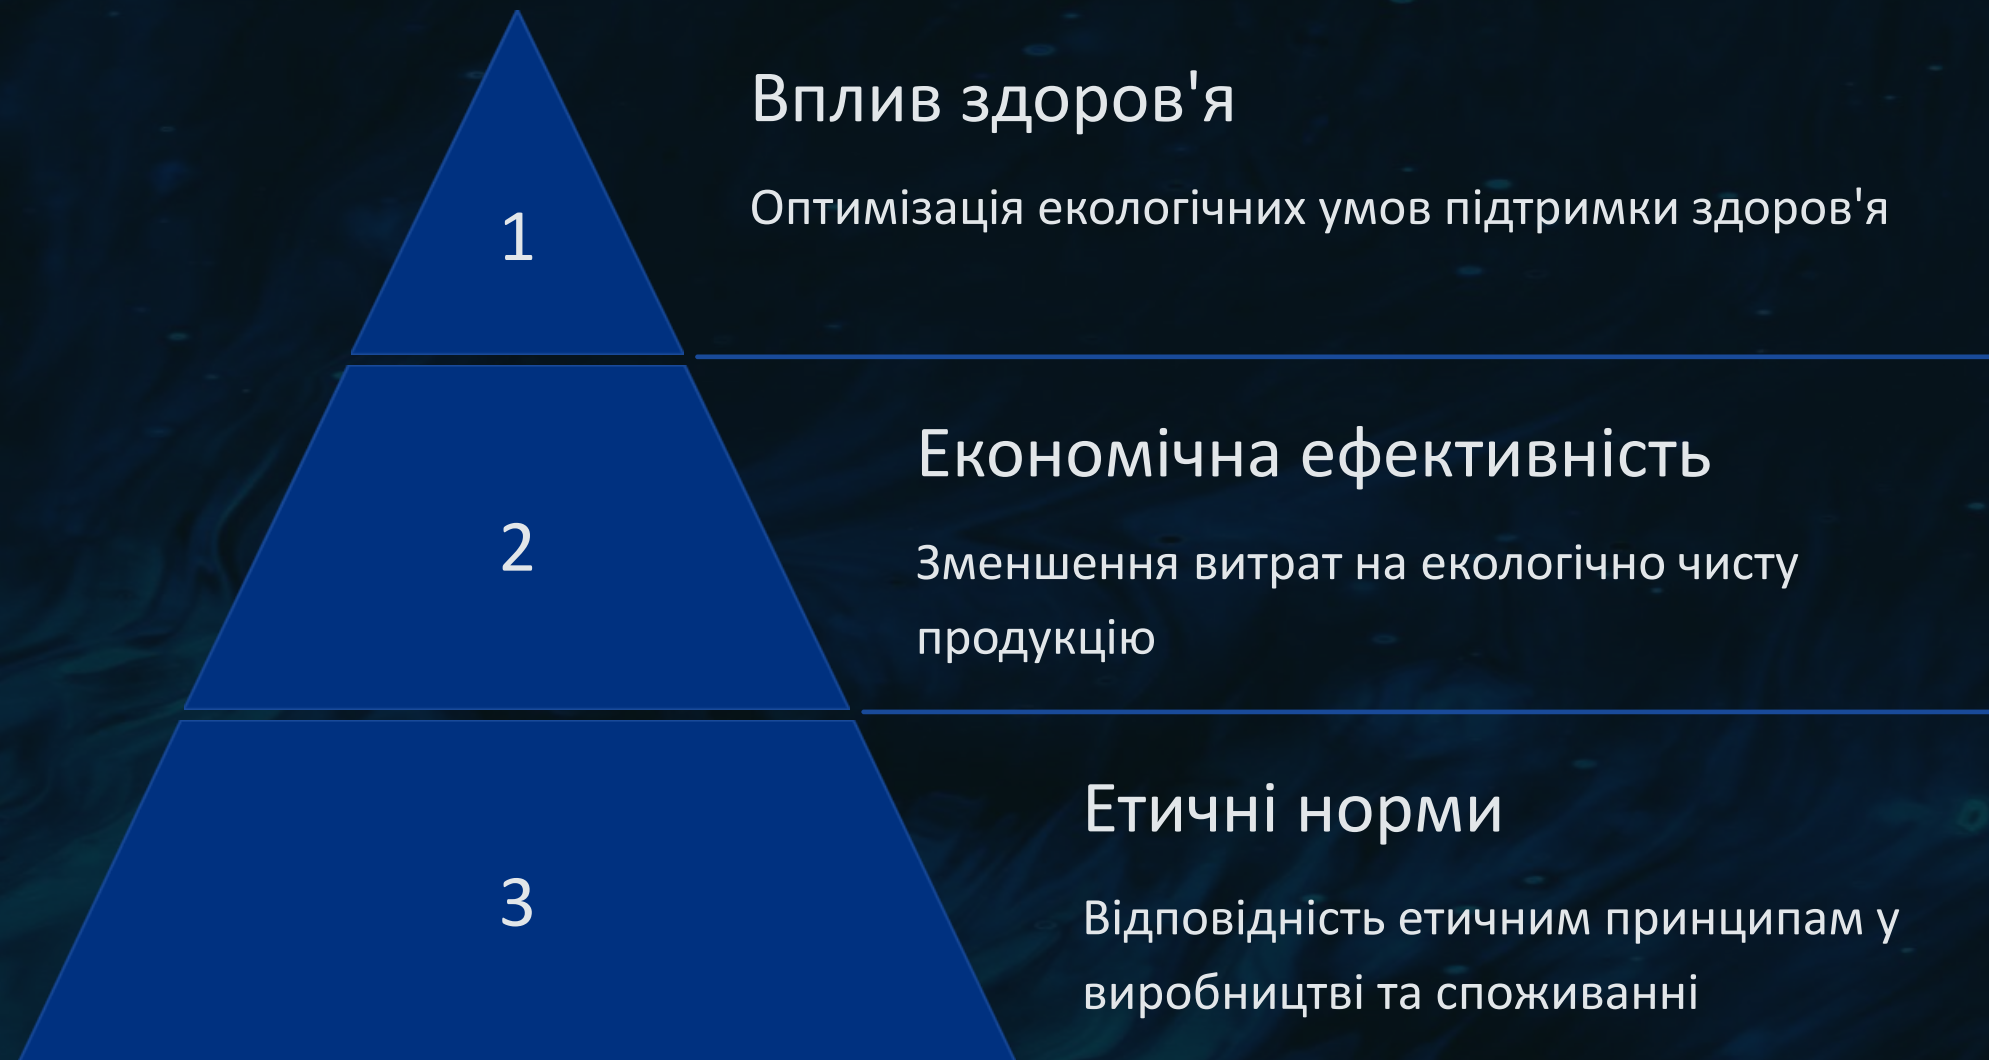 1
Вплив здоров'я
Оптимізація екологічних умов підтримки здоров'я
2
Економічна ефективність
Зменшення витрат на екологічно чисту
продукцію
3
Етичні норми
Відповідність етичним принципам у
виробництві та споживанні